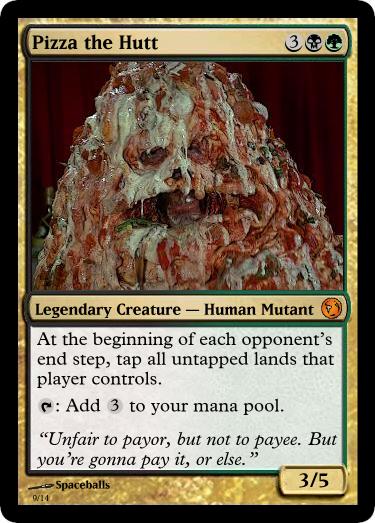 Pizza the Hutt 3
Legendary Creature — Human Mutant
At the beginning of each opponent's
end step, tap all untapped lands that
player controls.
: Add 3 to your mana pool.
"Unfair to payor, but not to payee. But
you're gonna pay it, or else."
3/5
Spaceballs
9/14